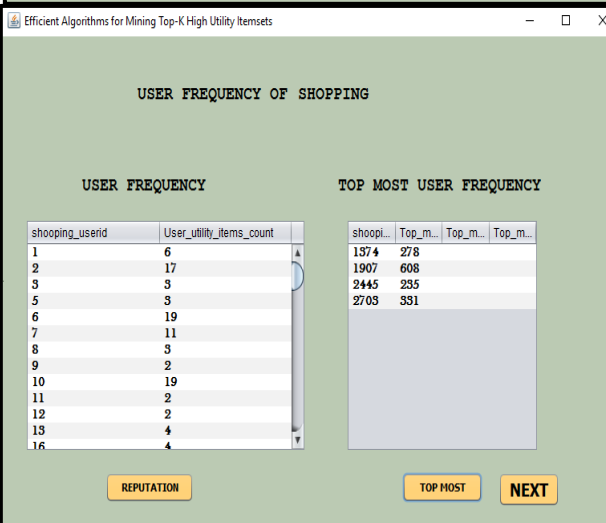 Efficient Algorithms for Mining Top-K High Utility Itemsets
USER FREQUENCY OF SHOPPING
USER FREQUENCY
shooping_userid User_utility_items_count
1 6
2 17
3 3
5 3
6 19
7 11
8 3
9 2
10 19
11 2
12 2
13 4
16 4
REPUTATION
TOP MOST USER FREQUENCY
shoopi... Top_m... Top_m... Top_m...
1374 278
1907 608
2445 235
2703 331
TOP MOST
NEXT